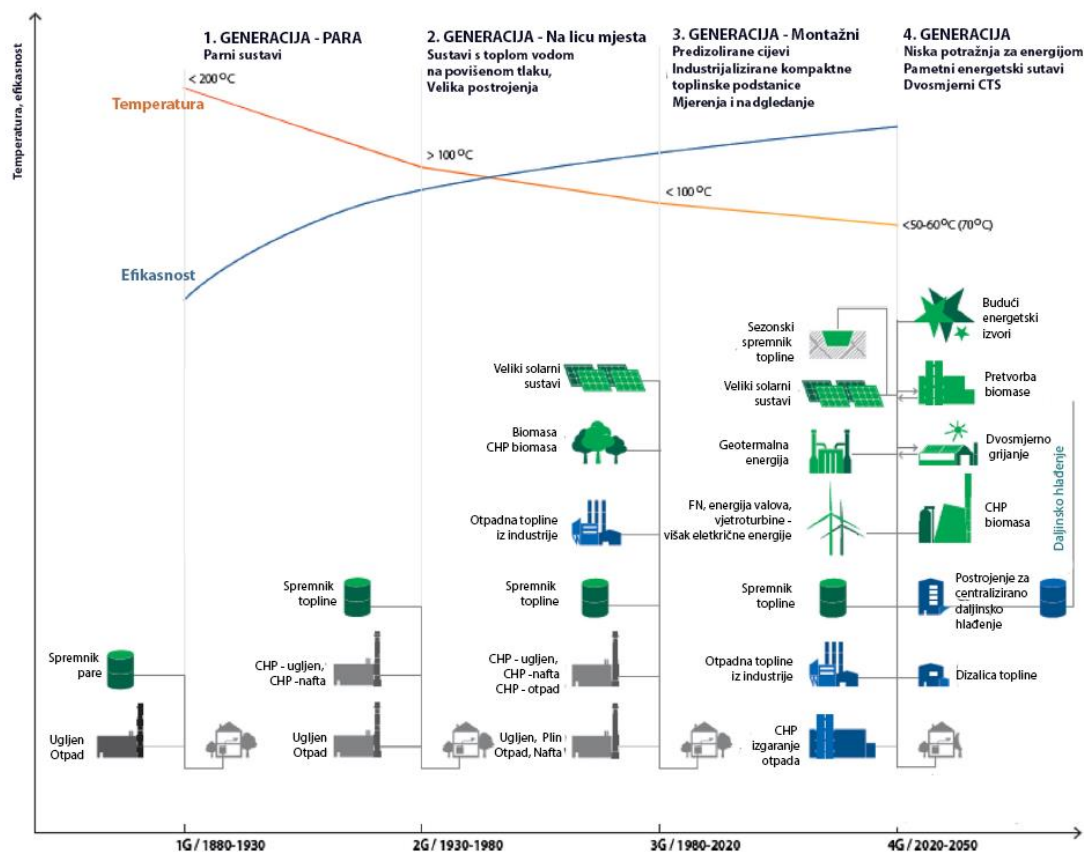 Temperatura, efikasnost
1. GENERACIJA - PARA
Parni sustavi
2. GENERACIJA - Na licu mjesta
Sustavi s toplom vodom
na povišenom tlaku,
Velika postrojenja
3. GENERACIJA - Montažni
Predizolirane cijevi
Industrijalizirane kompaktne
toplinske podstanice
Mjerenja i nadgledanje
4. GENERACIJA
Niska potražnja za energijom
Pametni energetski sutavi
Dvosmjerni CTS
Temperatura
< 200°C
> 100°C
< 100°C
<50-60°C (70°C)
Efikasnost
Spremnik
pare
Ugljen
Otpad
Spremnik
topline
CHP - ugljen,
CHP -nafta
Ugljen
Otpad
Veliki solarni
sustavi
Biomasa
CHP biomasa
Otpadna topline
iz industrije
Spremnik
topline
CHP - ugljen,
CHP -nafta
CHP - otpad
Ugljen, Plin
Otpad, Nafta
Sezonski
spremnik
topline
Veliki solarni
sustavi
Geotermalna
energija
FN, energija valova,
vjetroturbine -
višak eletkrične energije
Spremnik
topline
Otpadna topline
iz industrije
CHP
izgaranje
otpada
Budući
energetski
izvori
Pretvorba
biomase
Dvosmjerno
grijanje
CHP
biomasa
Postrojenje za
centralizirano
daljinsko
hlađenje
Dizalica topline
Daljinsko hlađenje
1G / 1880-1930
2G / 1930-1980
3G / 1980-2020
4G / 2020-2050